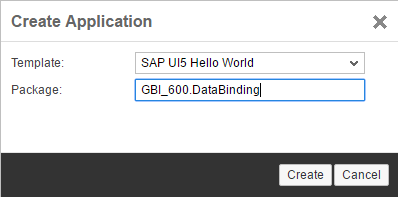 Create Application
Template: SAP UI5 Hello World
Package: GBI_600.DataBinding
Create Cancel